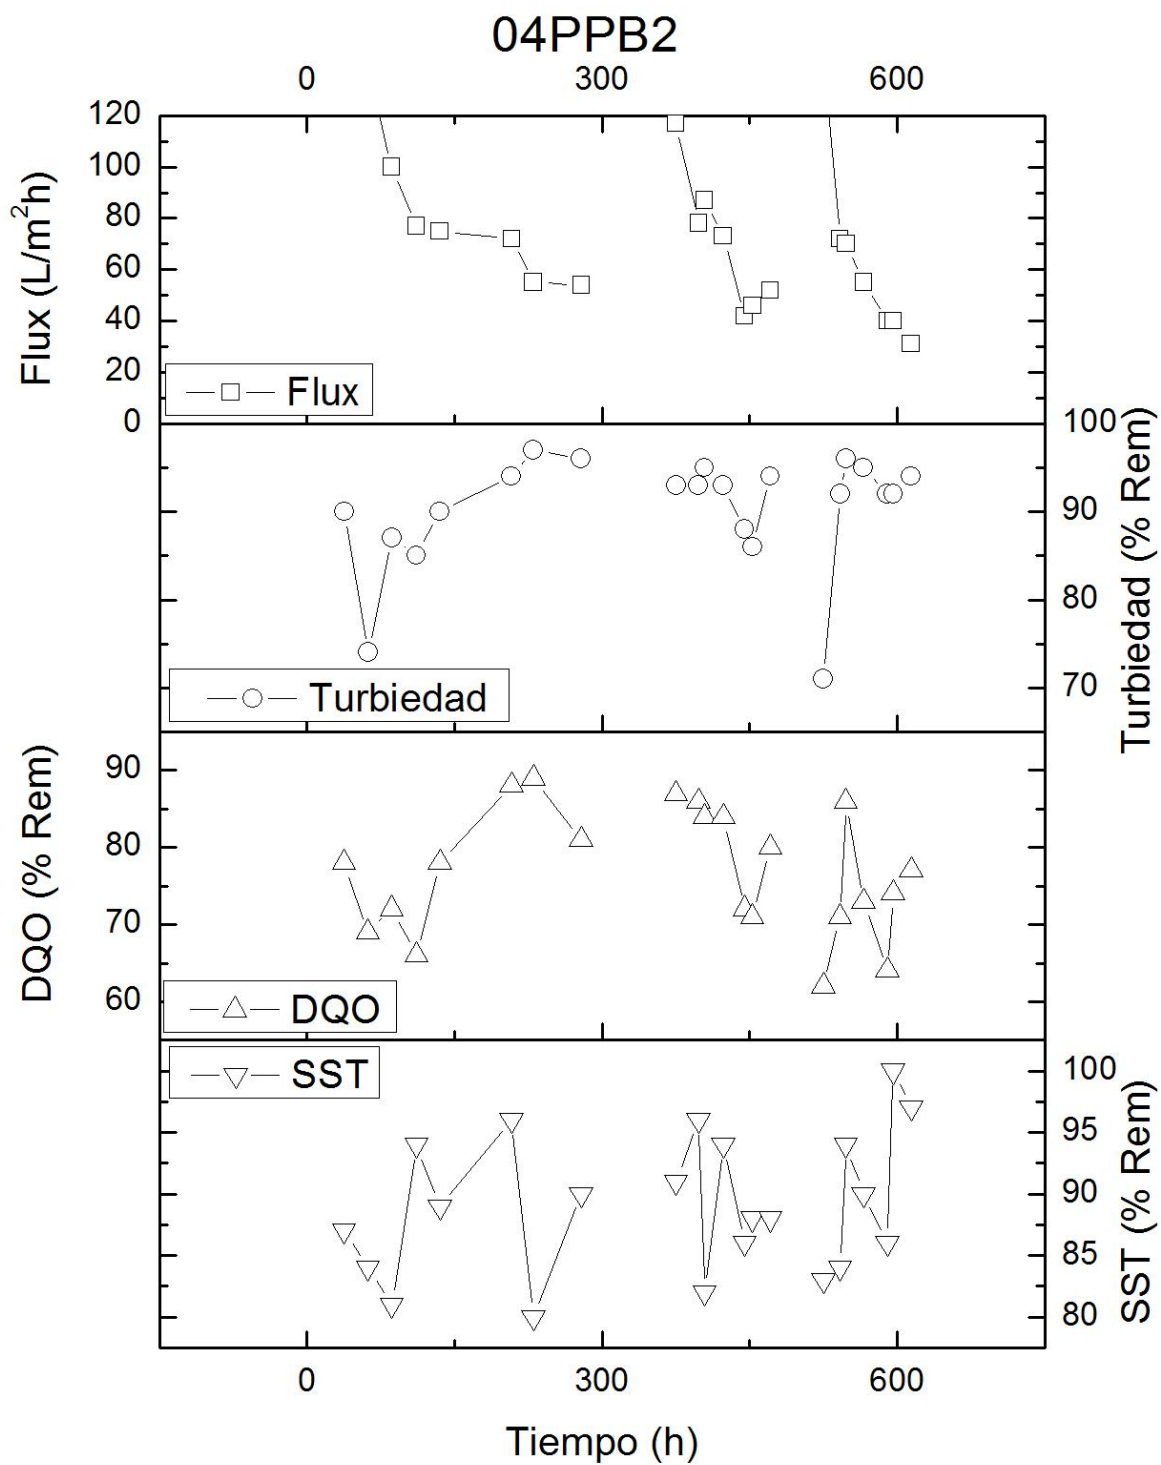 04PPB2
0 300 600
Flux (L/m²h)
120
100
80
60
40
20
0
Flux
Turbiedad (% Rem)
100
90
80
70
Turbiedad
DQO (% Rem)
90
80
70
60
DQO
SST (% Rem)
100
95
90
85
80
SST
0 300 600
Tiempo (h)